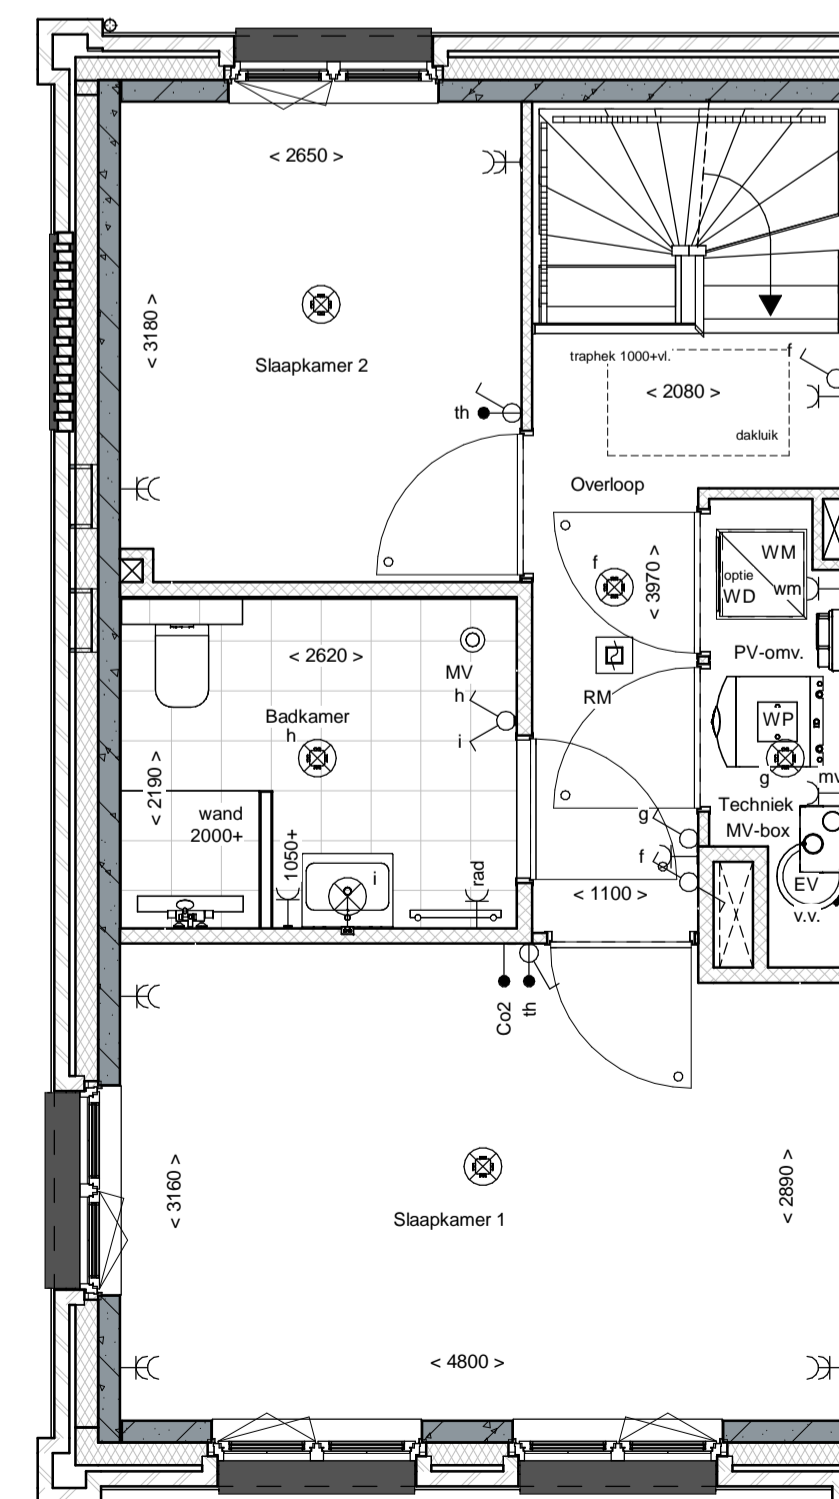 < 2650 >
< 3180 >
Slaapkamer 2
th
traphek 1000+vl.
f
< 2080 >
dakluik
Overloop
f
< 3970 >
WM
optie
WD
wm
PV-omv.
RM
WP
g
mv
Techniek
MV-box
g
f
EV
v.v.
< 1100 >
< 2620 >
MV
h
i
Badkamer
h
< 2190 >
wand
2000+
1050+
i
rad
Co2
th
< 3160 >
< 2890 >
Slaapkamer 1
< 4800 >